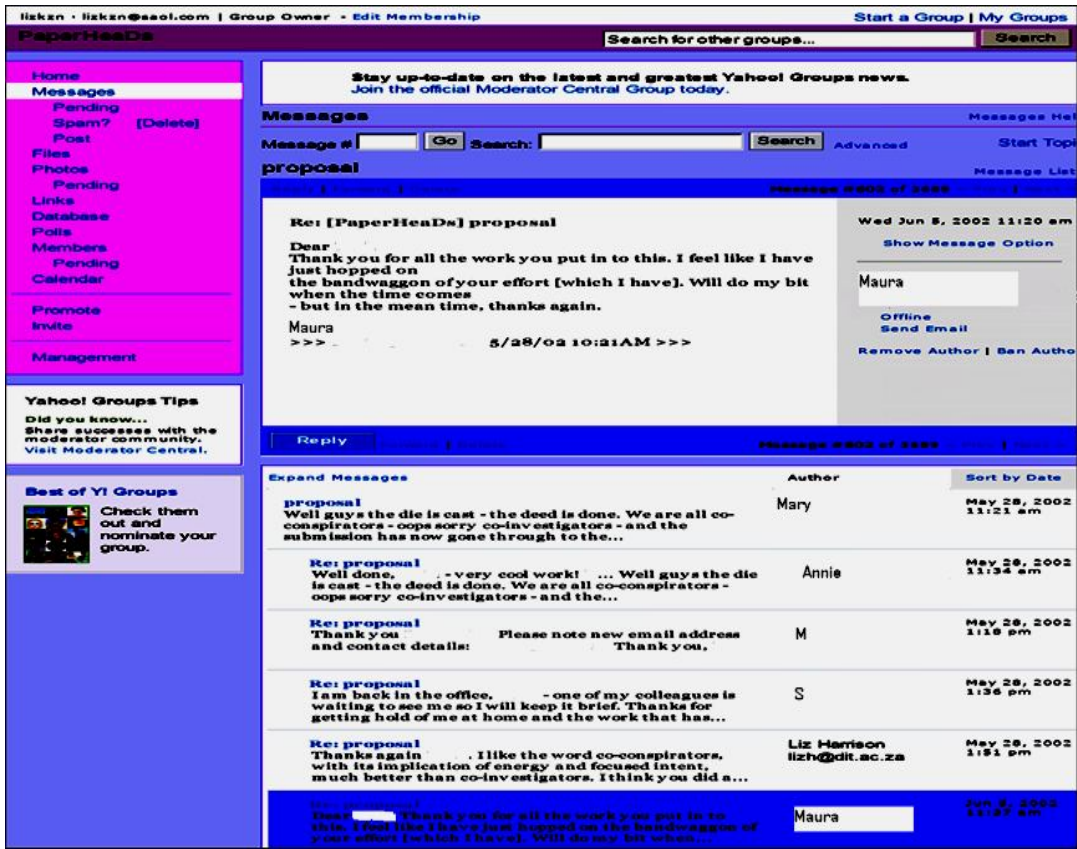 lizkzn · lizkzn@saol.com | Group Owner - Edit Membership
Start a Group | My Groups
PaperHeaDs
Search for other groups...
Search
Home
Messages
Pending
Spam? [Delete]
Post
Files
Photos
Pending
Links
Database
Polls
Members
Pending
Calendar
Promote
Invite
Management
Yahoo! Groups Tips
Did you know...
Share successes with the
moderator community.
Visit Moderator Central.
Best of Y! Groups
Check them
out and
nominate your
group.
Stay up-to-date on the latest and greatest Yahoo! Groups news.
Join the official Moderator Central Group today.
Messages
Messages Hel
Message #
Go
Search:
Search
Advanced
Start Topi
proposal
Message List
Re: [PaperHeaDs] proposal
Dear
Thank you for all the work you put in to this. I feel like I have
just hopped on
the bandwaggon of your effort [which I have]. Will do my bit
when the time comes
- but in the mean time, thanks again.
Maura
>>> 5/28/02 10:21AM >>>
Wed Jun 5, 2002 11:20 am
Show Message Option
Maura
Offline
Send Email
Remove Author | Ban Autho
Reply
Expand Messages
Author
Sort by Date
proposal
Well guys the die is cast - the deed is done. We are all co-
conspirators - oops sorry co-investigators - and the
submission has now gone through to the...
Mary
May 28, 2002
11:21 am
Re: proposal
Well done, - very cool work! ... Well guys the die
is cast - the deed is done. We are all co-conspirators -
oops sorry co-investigators - and the...
Annie
May 28, 2002
11:34 am
Re: proposal
Thank you Please note new email address
and contact details: Thank you,
M
May 28, 2002
1:18 pm
Re: proposal
I am back in the office, - one of my colleagues is
waiting to see me so I will keep it brief. Thanks for
getting hold of me at home and the work that has...
S
May 28, 2002
1:36 pm
Re: proposal
Thanks again . I like the word co-conspirators,
with its implication of energy and focused intent,
much better than co-investigators. I think you did a...
Liz Harrison
lizh@dit.ac.za
May 28, 2002
1:51 pm
Re: proposal
Dear Thank you for all the work you put in to
this. I feel like I have just hopped on the bandwaggon of
your effort [which I have]. Will do my bit when...
Maura
Jun 5, 2002